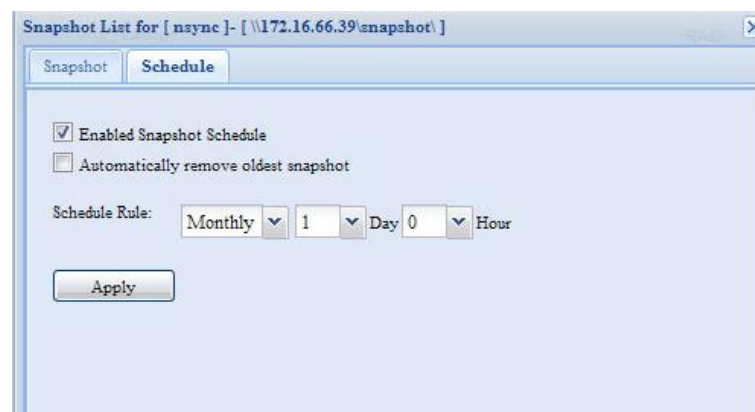 Snapshot List for [ nsync ]- [ \\172.16.66.39\snapshot\ ]
Snapshot Schedule
Enabled Snapshot Schedule
Automatically remove oldest snapshot
Schedule Rule: Monthly 1 Day 0 Hour
Apply